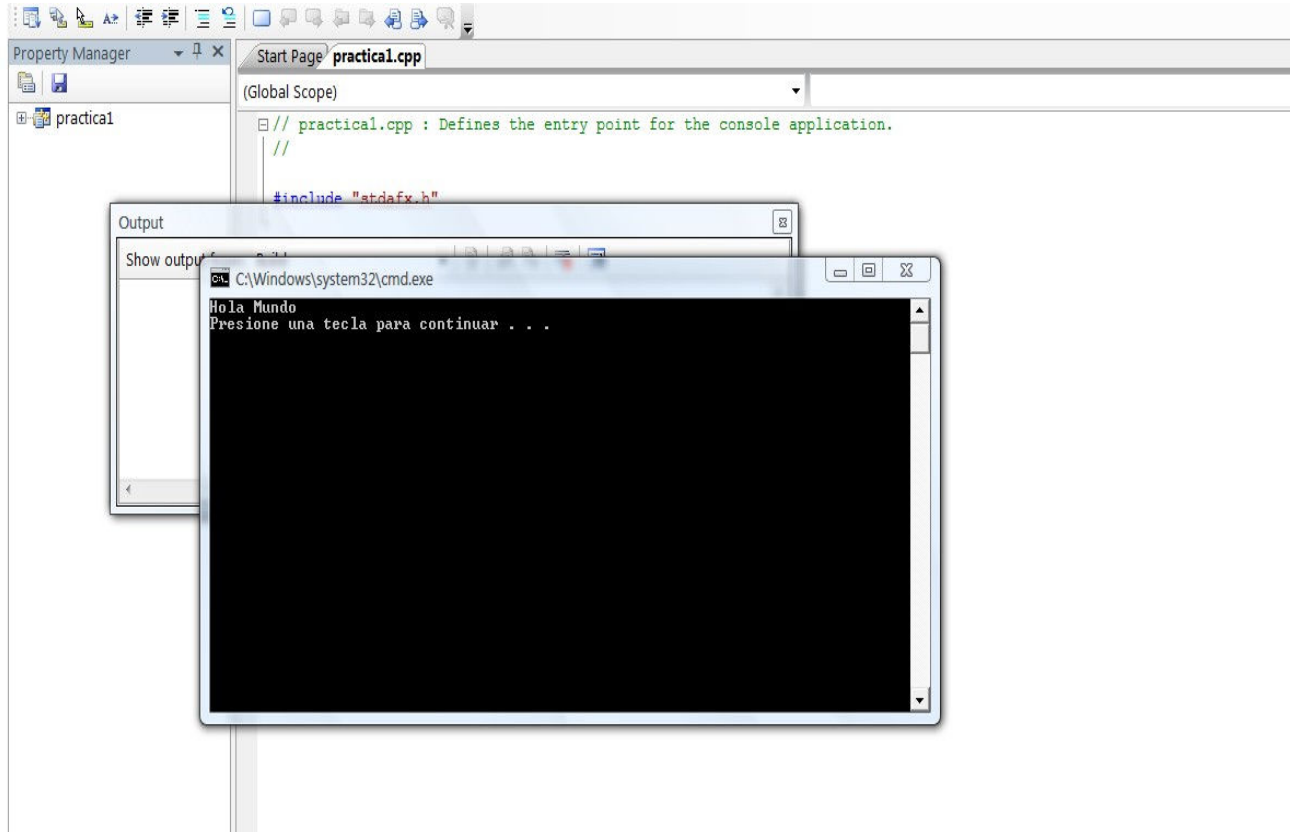 Property Manager
Start Page practica1.cpp
(Global Scope)
practica1
// practica1.cpp : Defines the entry point for the console application.
//
#include "stdafx.h"
Output
Show output
C:\Windows\system32\cmd.exe
Hola Mundo
Presione una tecla para continuar . . .